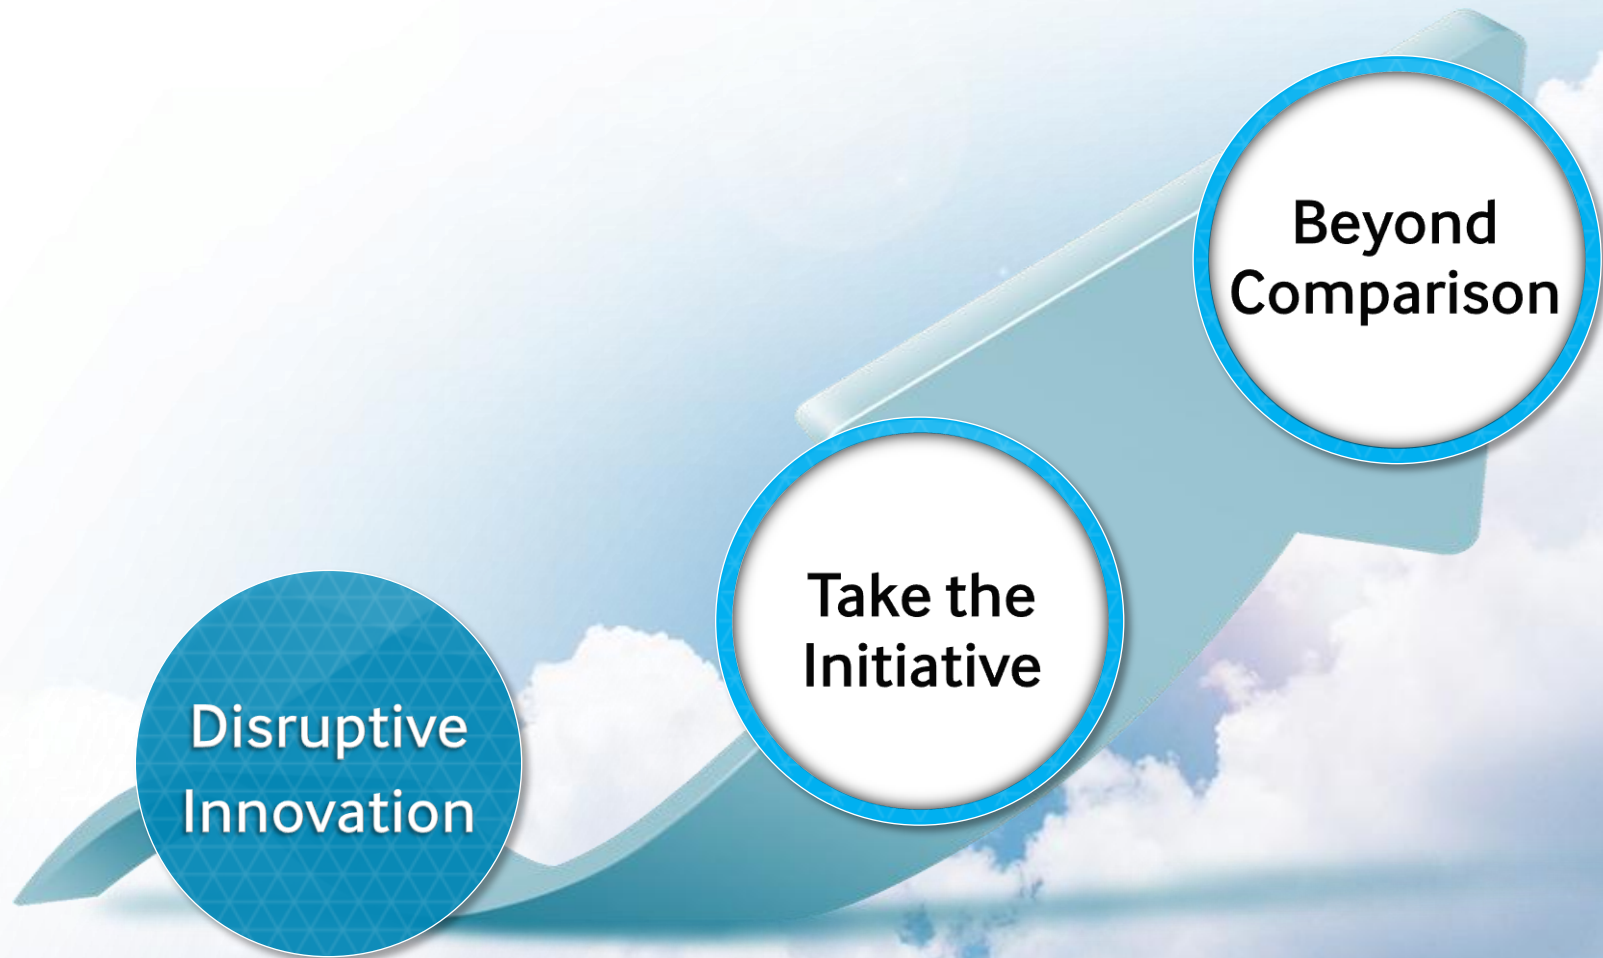 Beyond
Comparison
Take the
Initiative
Disruptive
Innovation